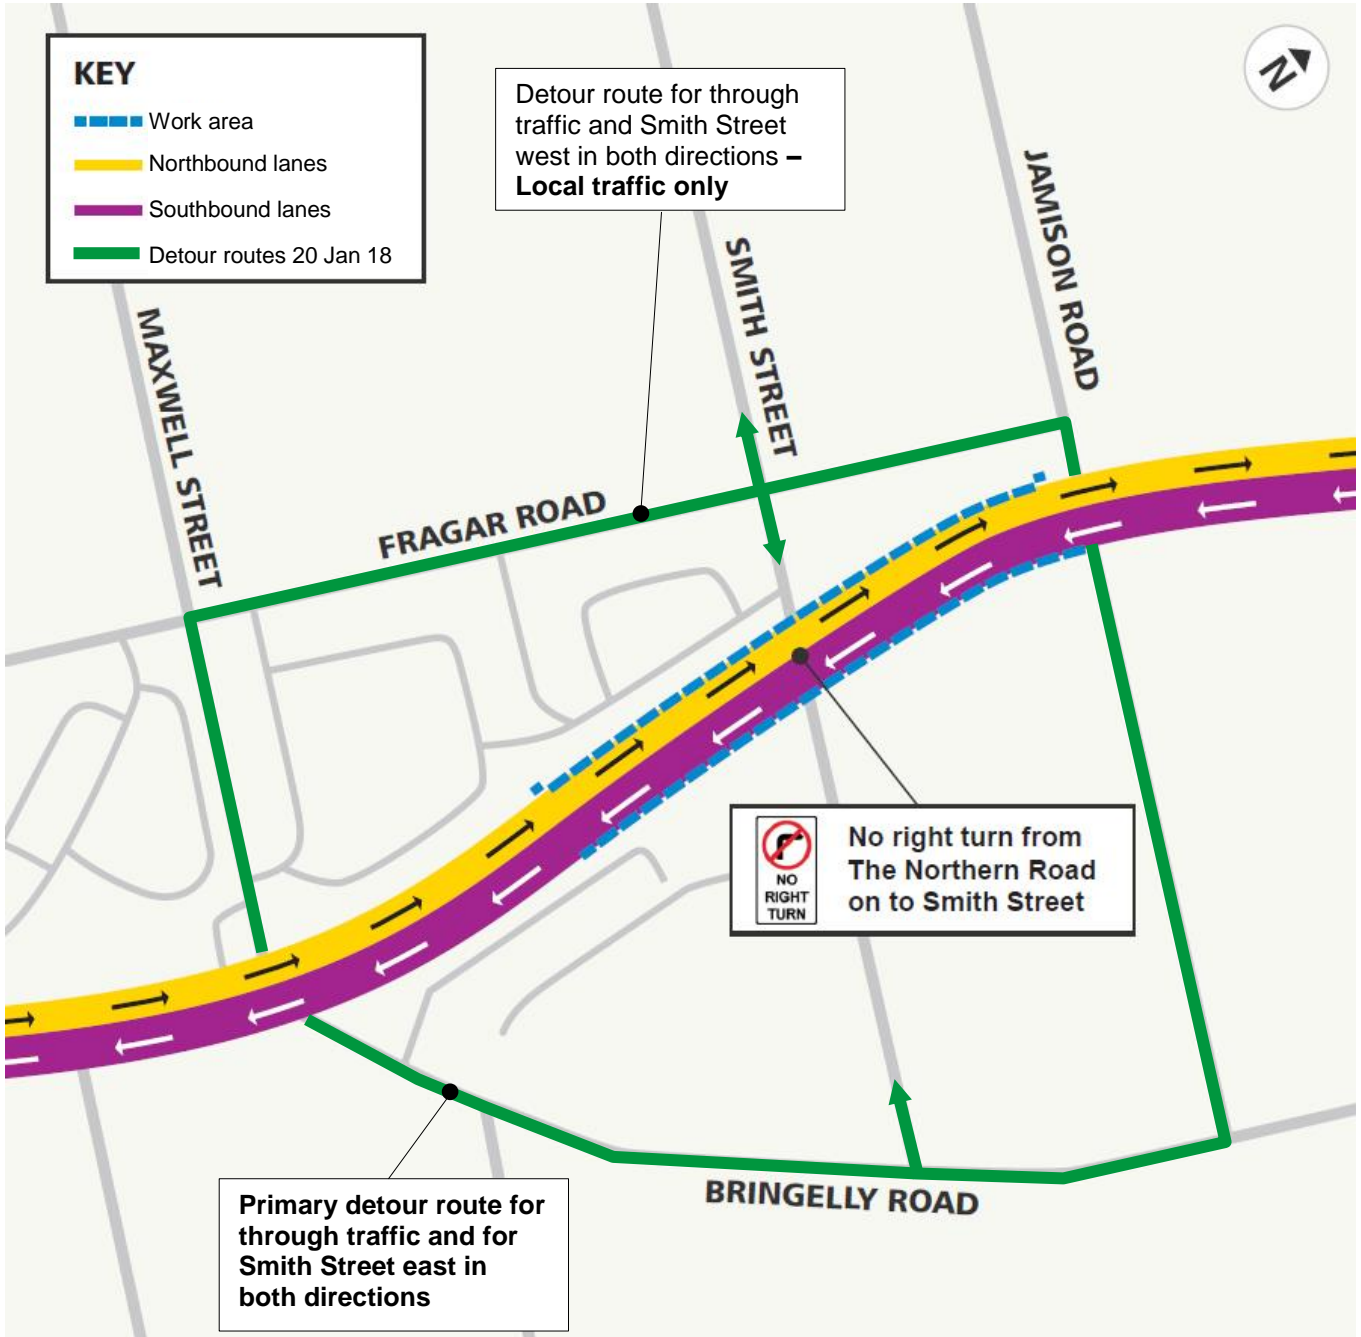 KEY
Work area
Northbound lanes
Southbound lanes
Detour routes 20 Jan 18
Detour route for through
traffic and Smith Street
west in both directions –
Local traffic only
N
JAMISON ROAD
SMITH STREET
MAXWELL STREET
FRAGAR ROAD
NO
RIGHT
TURN
No right turn from
The Northern Road
on to Smith Street
BRINGELLY ROAD
Primary detour route for
through traffic and for
Smith Street east in
both directions